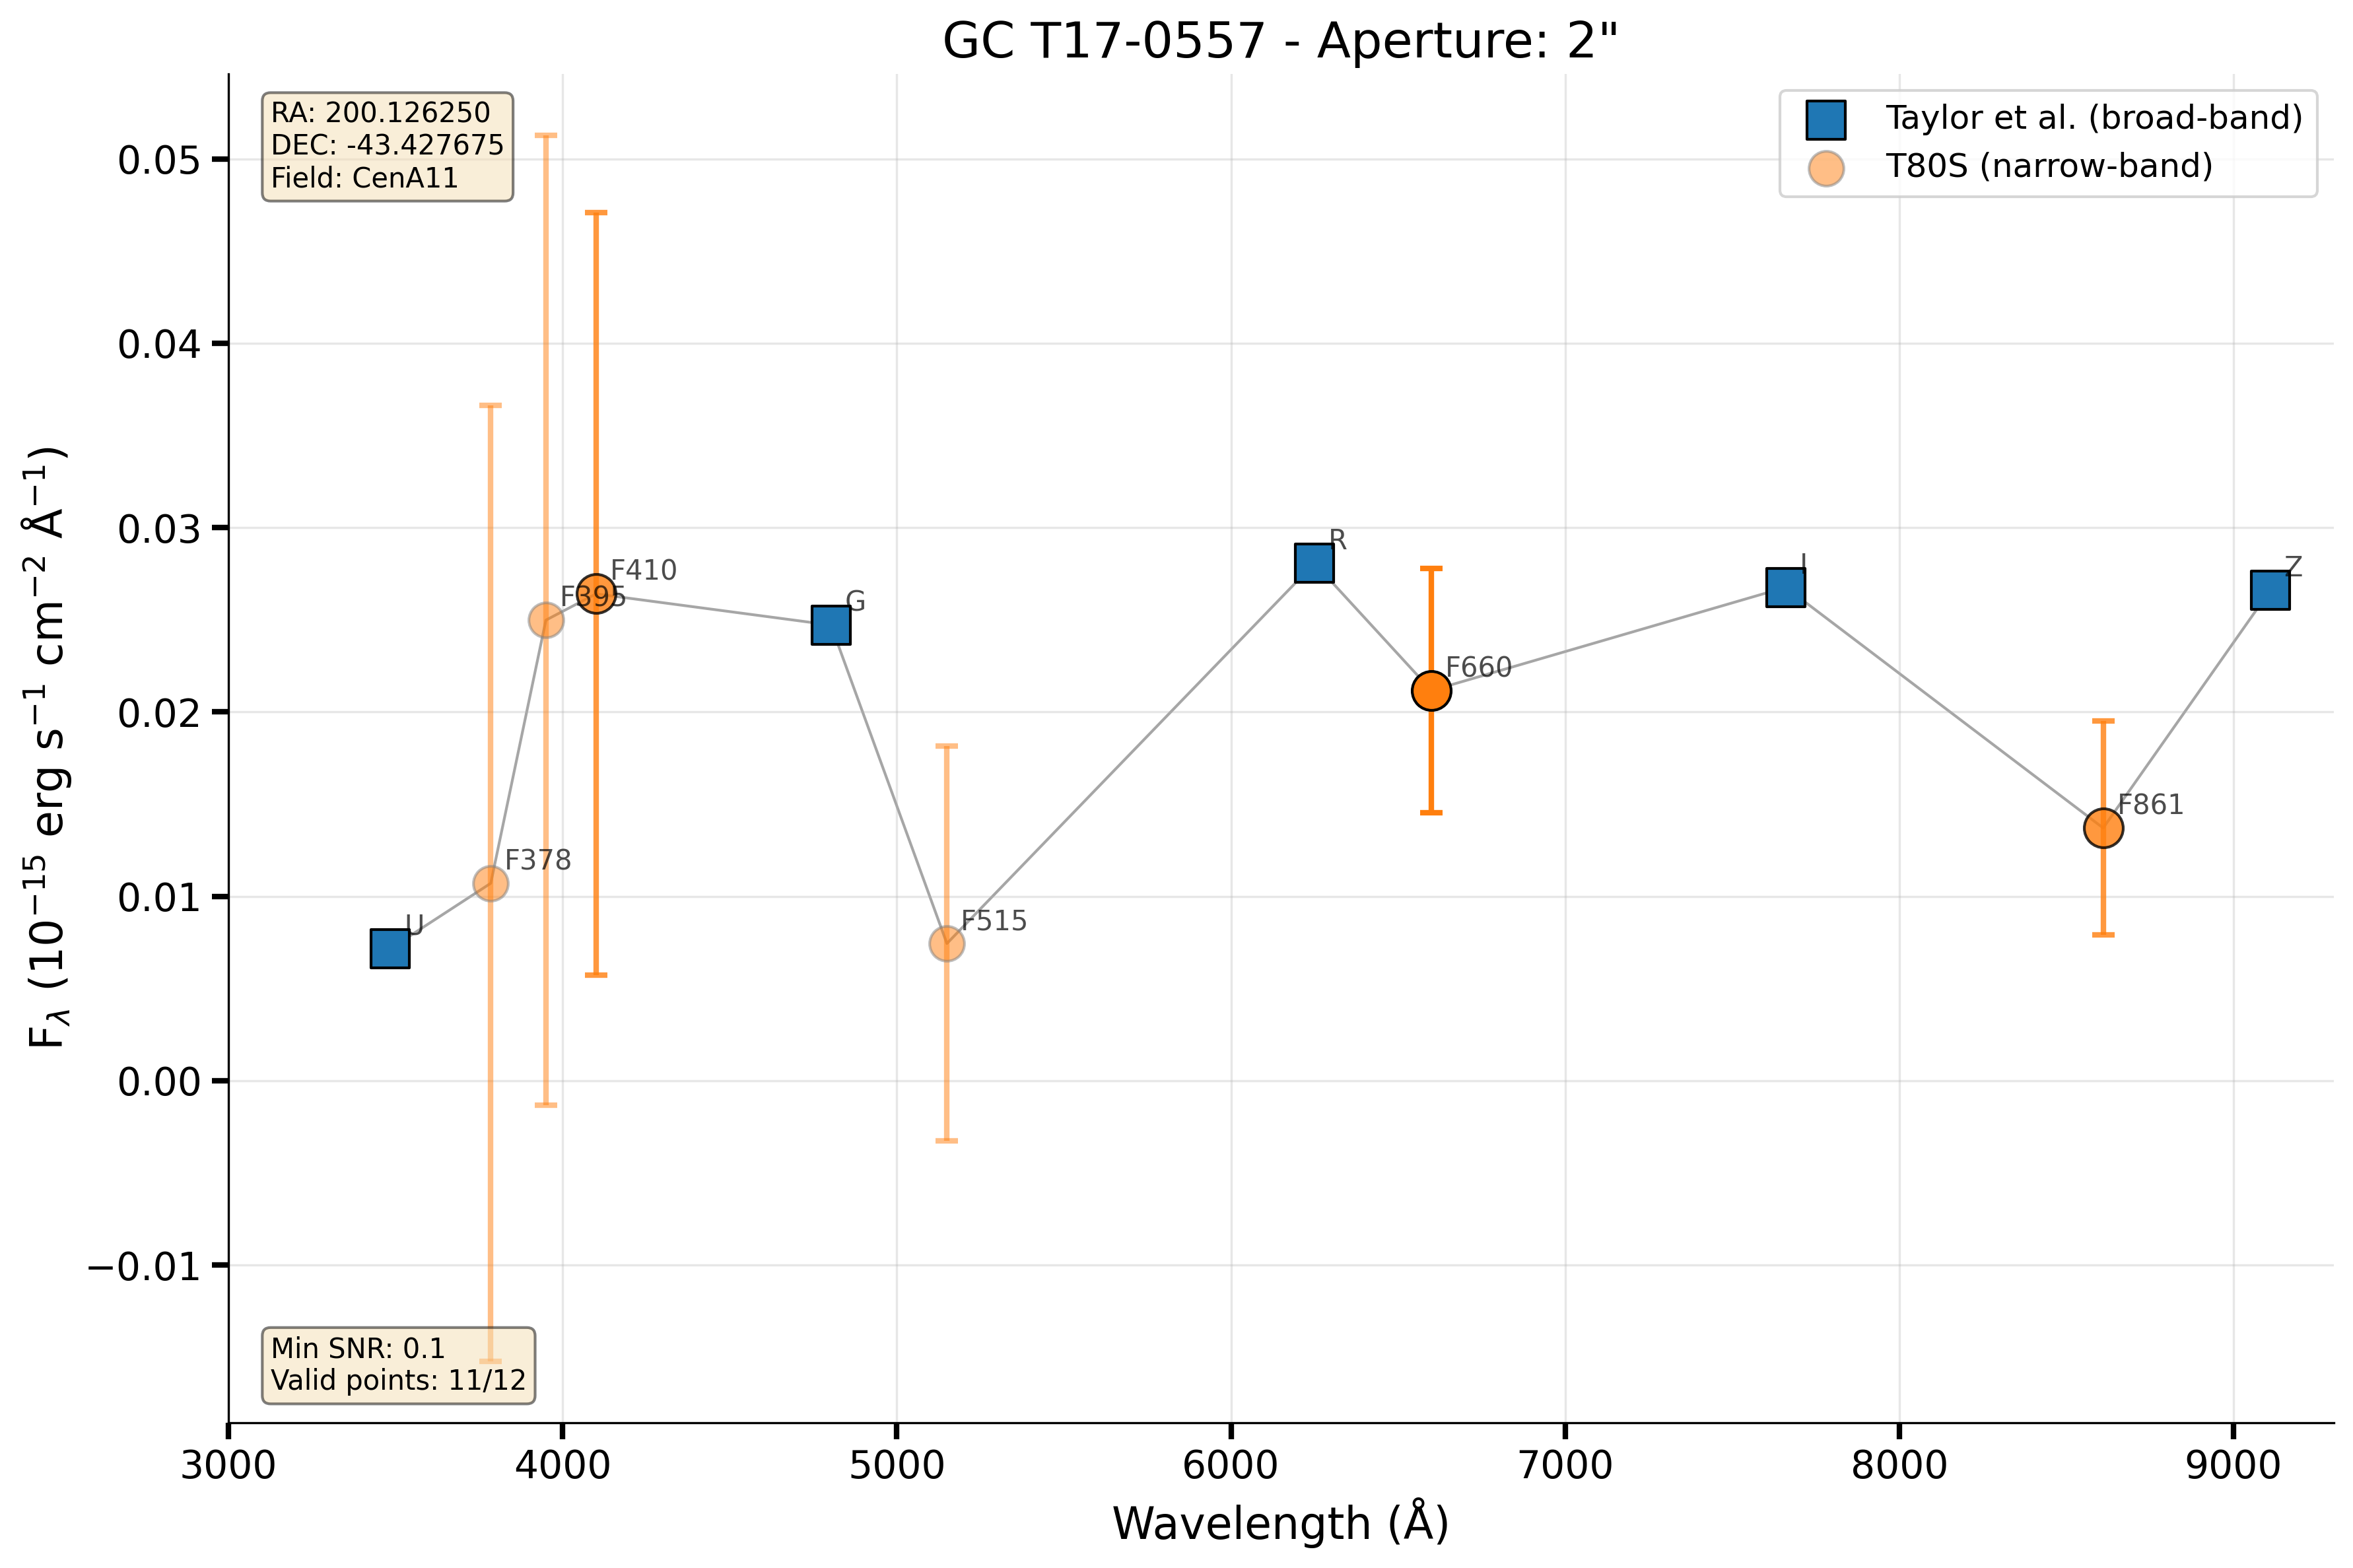 GC T17-0557 - Aperture: 2"
RA: 200.126250
DEC: -43.427675
Field: CenA11
Taylor et al. (broad-band)
T80S (narrow-band)
0.05
0.04
0.03
0.02
0.01
0.00
−0.01
F_λ (10⁻¹⁵ erg s⁻¹ cm⁻² Å⁻¹)
U
F378
F395
F410
G
F515
R
F660
I
F861
Z
Min SNR: 0.1
Valid points: 11/12
3000 4000 5000 6000 7000 8000 9000
Wavelength (Å)